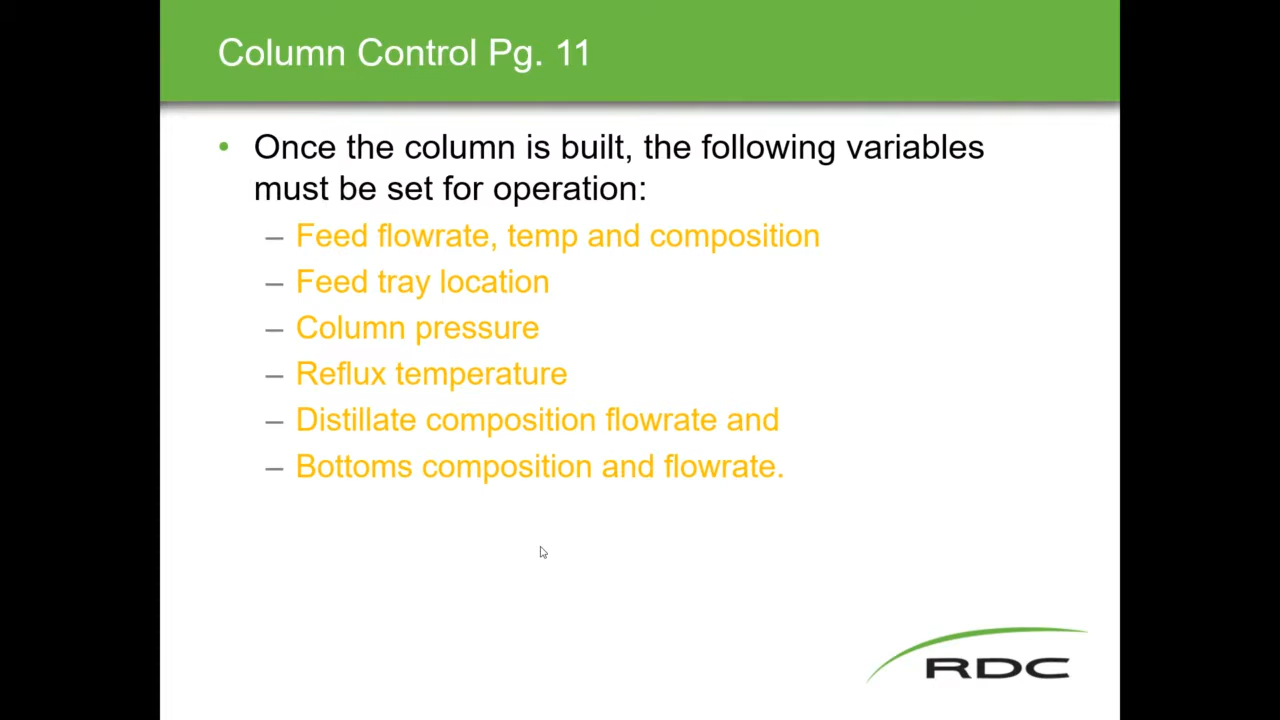 Column Control Pg. 11
• Once the column is built, the following variables
must be set for operation:
– Feed flowrate, temp and composition
– Feed tray location
– Column pressure
– Reflux temperature
– Distillate composition flowrate and
– Bottoms composition and flowrate.
RDC